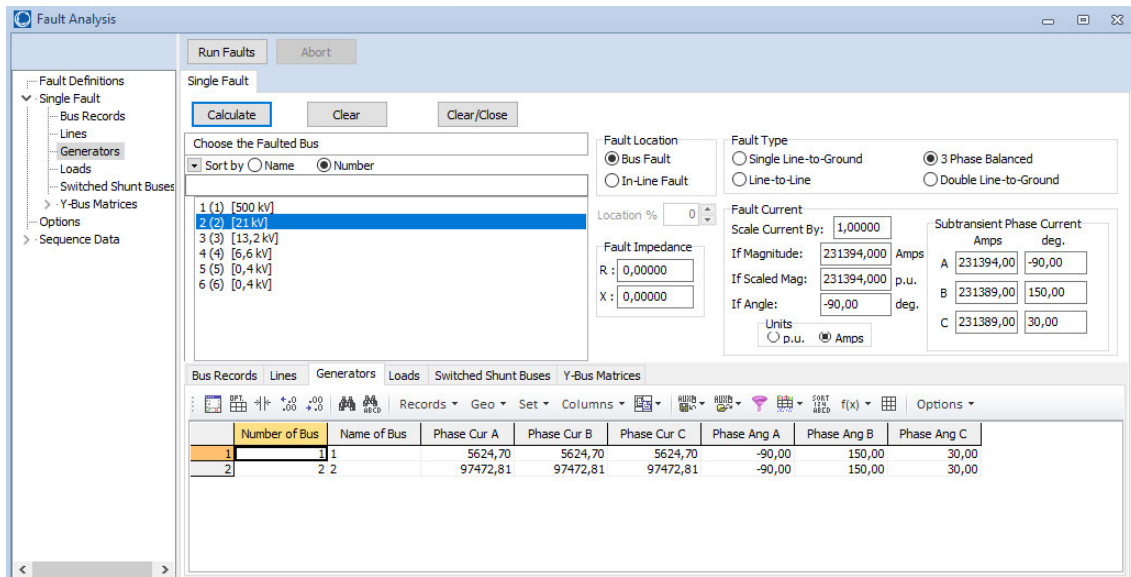 Fault Analysis
Run Faults
Abort
Fault Definitions
Single Fault
Bus Records
Lines
Generators
Loads
Switched Shunt Buses
Y-Bus Matrices
Options
Sequence Data
Single Fault
Calculate
Clear
Clear/Close
Choose the Faulted Bus
Sort by Name Number
1 (1) [500 kV]
2 (2) [21 kV]
3 (3) [13,2 kV]
4 (4) [6,6 kV]
5 (5) [0,4 kV]
6 (6) [0,4 kV]
Fault Location
Bus Fault
In-Line Fault
Location % 0
Fault Impedance
R : 0,00000
X : 0,00000
Fault Type
Single Line-to-Ground 3 Phase Balanced
Line-to-Line Double Line-to-Ground
Fault Current
Scale Current By: 1,00000
If Magnitude: 231394,000 Amps
If Scaled Mag: 231394,000 p.u.
If Angle: -90,00 deg.
Units
p.u. Amps
Subtransient Phase Current
Amps deg.
A 231394,00 -90,00
B 231389,00 150,00
C 231389,00 30,00
Bus Records Lines Generators Loads Switched Shunt Buses Y-Bus Matrices
Records Geo Set Columns f(x) Options
Number of Bus Name of Bus Phase Cur A Phase Cur B Phase Cur C Phase Ang A Phase Ang B Phase Ang C
1 1 1 5624,70 5624,70 5624,70 -90,00 150,00 30,00
2 2 2 97472,81 97472,81 97472,81 -90,00 150,00 30,00